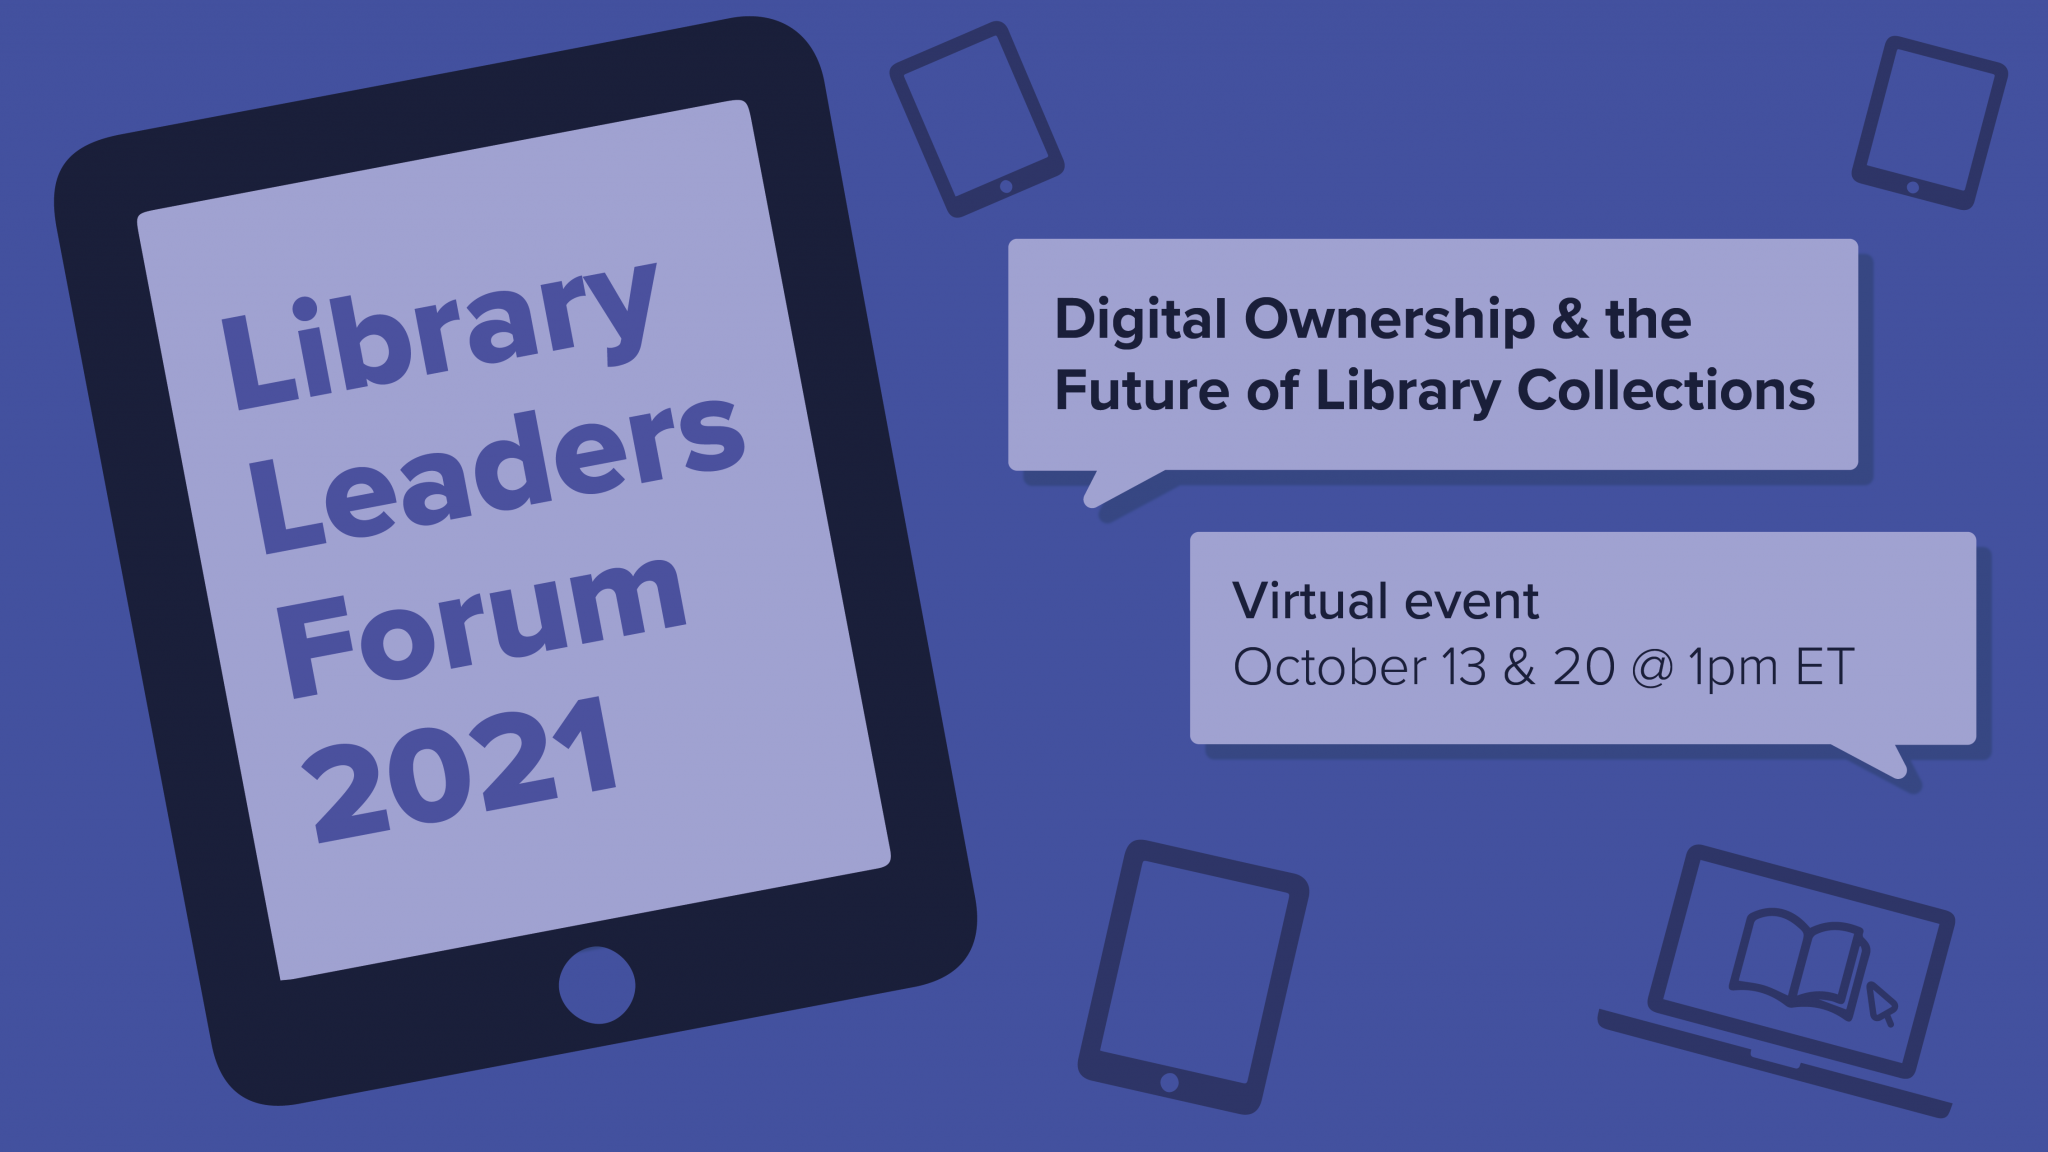 Library
Leaders
Forum
2021
Digital Ownership & the
Future of Library Collections
Virtual event
October 13 & 20 @ 1pm ET